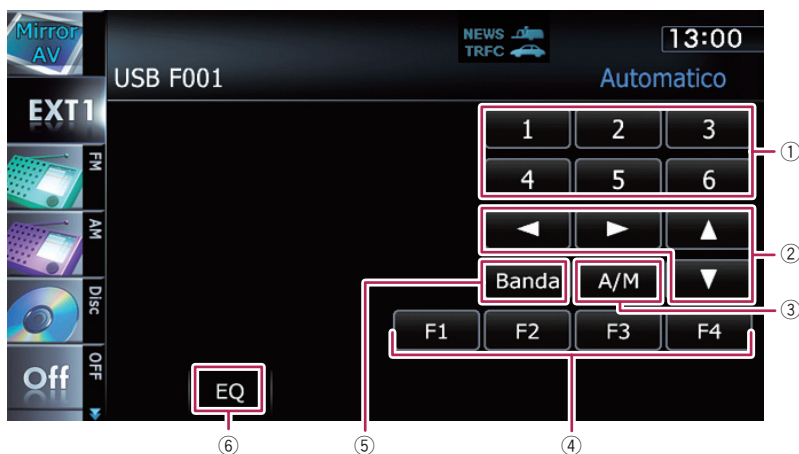 Mirror
AV
NEWS
TRFC
13:00
USB F001
Automatico
EXT1
1 2 3
①
FM
4 5 6
AM
◄ ► ▲
②
Banda A/M ▼
③
Disc
F1 F2 F3 F4
Off
OFF
EQ
⑥ ⑤ ④